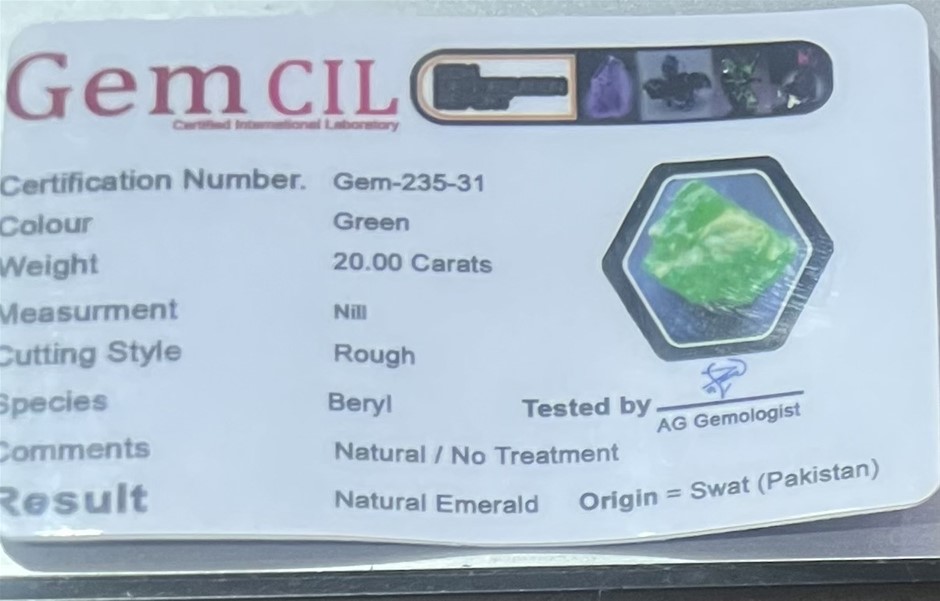 Gem CIL
Certified International Laboratory
Certification Number. Gem-235-31
Colour Green
Weight 20.00 Carats
Measurment Nill
Cutting Style Rough
Species Beryl
Tested by
AG Gemologist
Comments Natural / No Treatment
Result Natural Emerald Origin = Swat (Pakistan)